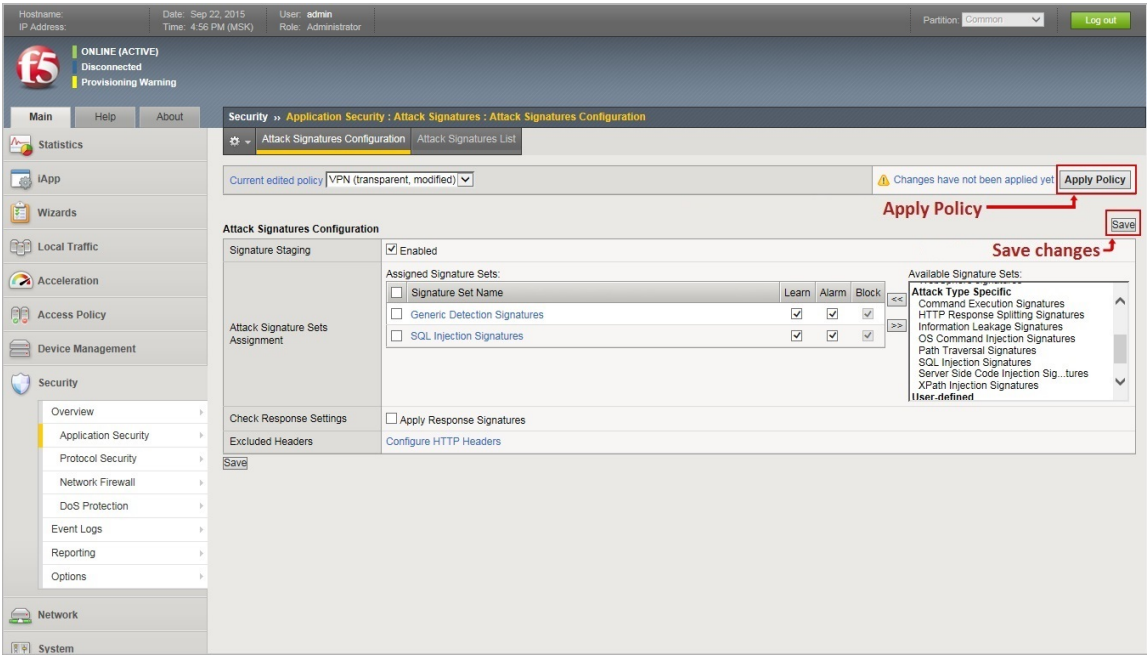 Hostname: Date: Sep 22, 2015 User: admin
IP Address: Time: 4:56 PM (MSK) Role: Administrator
Partition: Common
Log out
f5
ONLINE (ACTIVE)
Disconnected
Provisioning Warning
Main Help About
Statistics
iApp
Wizards
Local Traffic
Acceleration
Access Policy
Device Management
Security
Overview
Application Security
Protocol Security
Network Firewall
DoS Protection
Event Logs
Reporting
Options
Network
System
Security ›› Application Security : Attack Signatures : Attack Signatures Configuration
Attack Signatures Configuration Attack Signatures List
Current edited policy VPN (transparent, modified)
Changes have not been applied yet Apply Policy
Apply Policy
Save
Save changes
Attack Signatures Configuration
Signature Staging Enabled
Attack Signature Sets
Assignment
Assigned Signature Sets:
Signature Set Name Learn Alarm Block
Generic Detection Signatures
SQL Injection Signatures
<<
>>
Available Signature Sets:
Attack Type Specific
Command Execution Signatures
HTTP Response Splitting Signatures
Information Leakage Signatures
OS Command Injection Signatures
Path Traversal Signatures
SQL Injection Signatures
Server Side Code Injection Sig...tures
XPath Injection Signatures
User-defined
Check Response Settings Apply Response Signatures
Excluded Headers Configure HTTP Headers
Save